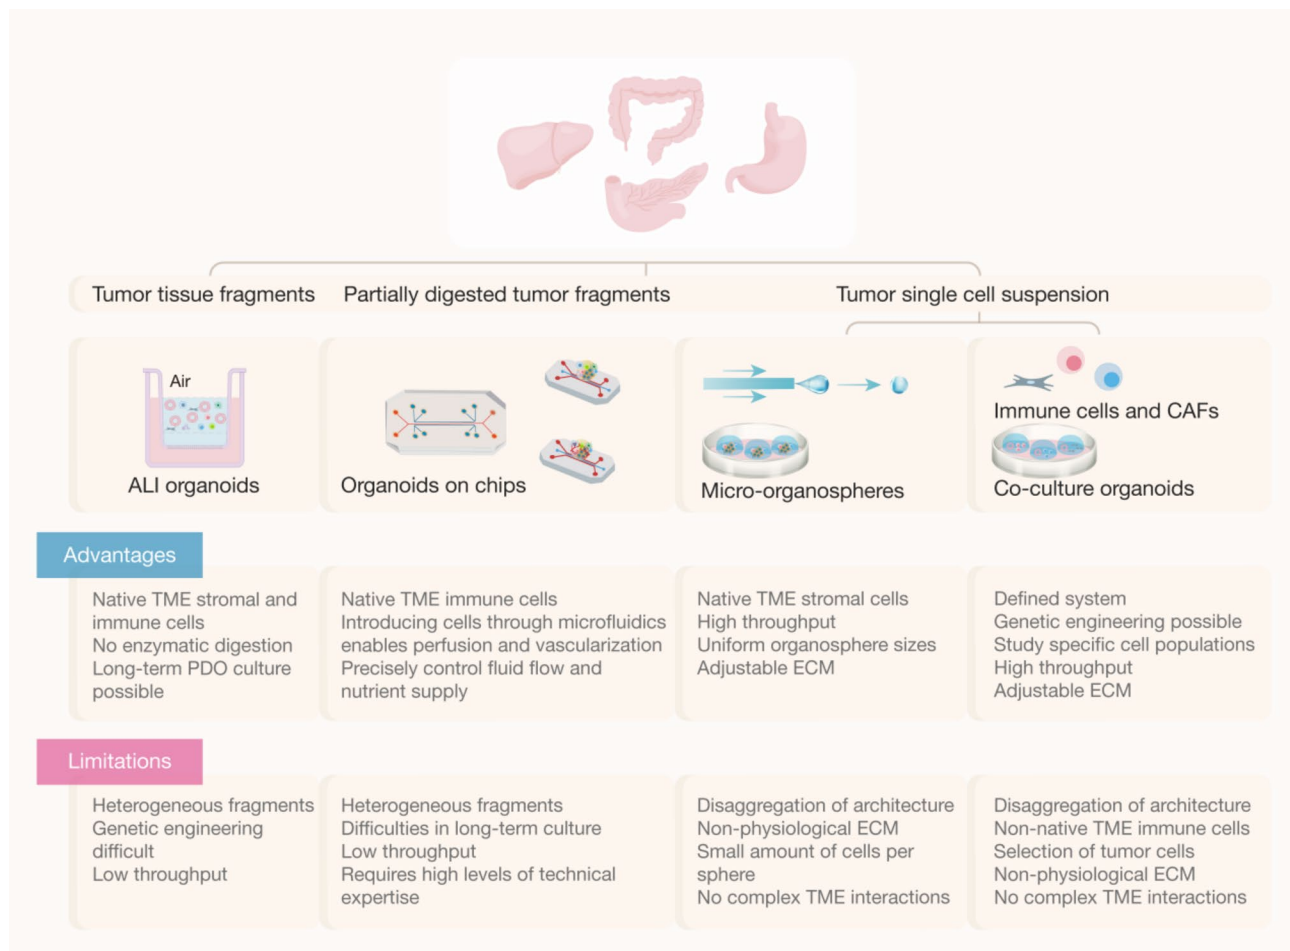 Tumor tissue fragments
Partially digested tumor fragments
Tumor single cell suspension
Air
ALI organoids
Organoids on chips
Micro-organospheres
Immune cells and CAFs
Co-culture organoids
Advantages
Native TME stromal and
immune cells
No enzymatic digestion
Long-term PDO culture
possible
Native TME immune cells
Introducing cells through microfluidics
enables perfusion and vascularization
Precisely control fluid flow and
nutrient supply
Native TME stromal cells
High throughput
Uniform organosphere sizes
Adjustable ECM
Defined system
Genetic engineering possible
Study specific cell populations
High throughput
Adjustable ECM
Limitations
Heterogeneous fragments
Genetic engineering
difficult
Low throughput
Heterogeneous fragments
Difficulties in long-term culture
Low throughput
Requires high levels of technical
expertise
Disaggregation of architecture
Non-physiological ECM
Small amount of cells per
sphere
No complex TME interactions
Disaggregation of architecture
Non-native TME immune cells
Selection of tumor cells
Non-physiological ECM
No complex TME interactions